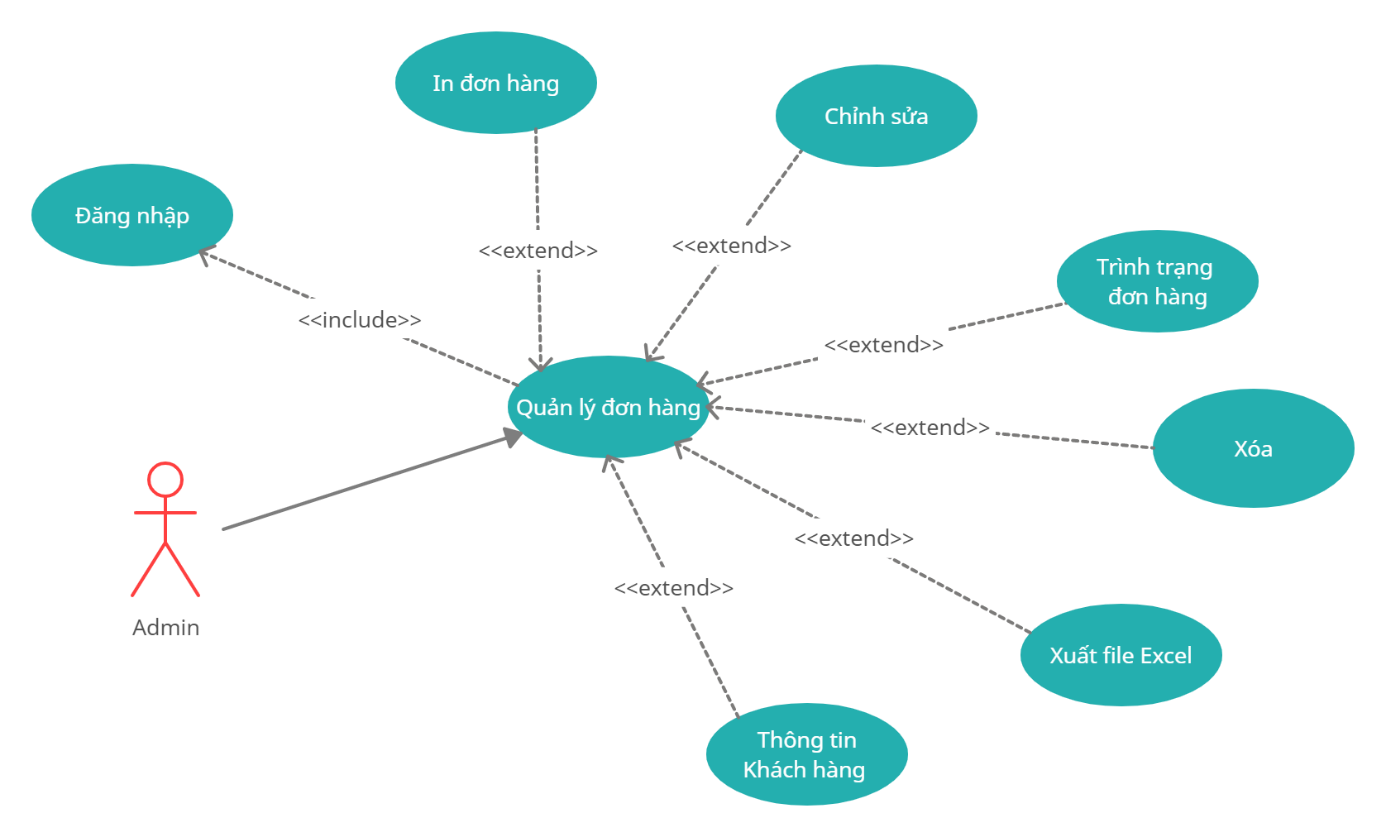 In đơn hàng
Chỉnh sửa
Đăng nhập
<<extend>>
<<extend>>
Trình trạng
đơn hàng
<<include>>
<<extend>>
Quản lý đơn hàng
<<extend>>
Xóa
<<extend>>
<<extend>>
Admin
Xuất file Excel
Thông tin
Khách hàng